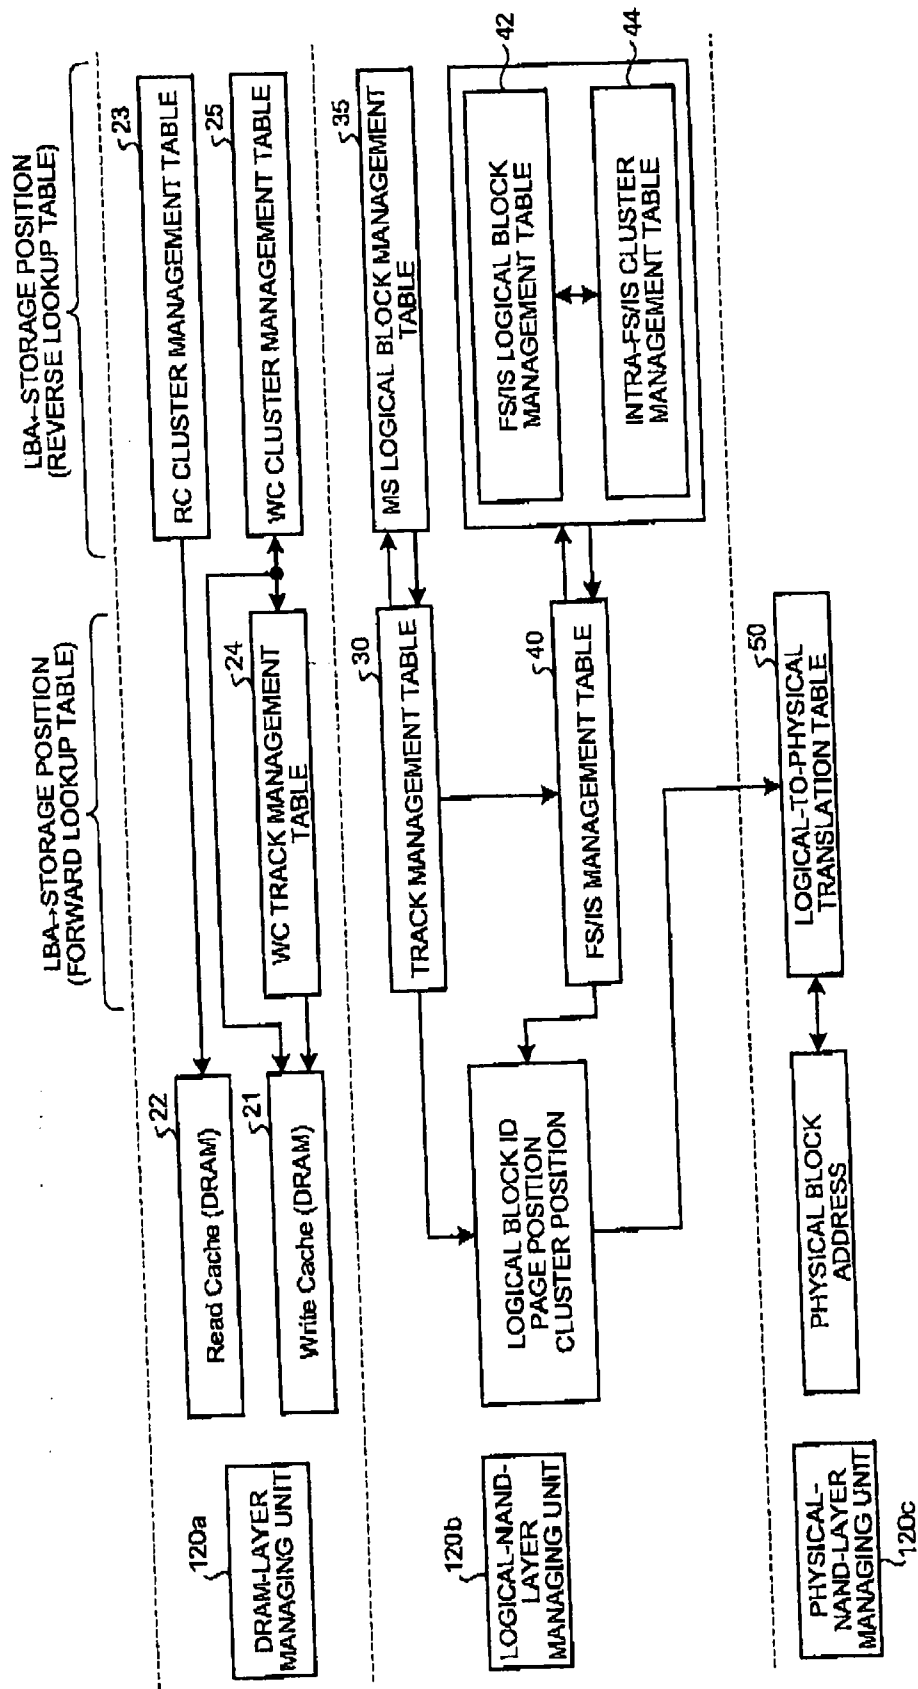 LBA→STORAGE POSITION
(FORWARD LOOKUP TABLE)
LBA←STORAGE POSITION
(REVERSE LOOKUP TABLE)
120a
DRAM-LAYER
MANAGING UNIT
22
Read Cache (DRAM)
21
Write Cache (DRAM)
24
WC TRACK MANAGEMENT
TABLE
23
RC CLUSTER MANAGEMENT TABLE
25
WC CLUSTER MANAGEMENT TABLE
120b
LOGICAL-NAND-
LAYER
MANAGING UNIT
LOGICAL BLOCK ID
PAGE POSITION
CLUSTER POSITION
30
TRACK MANAGEMENT TABLE
40
FS/IS MANAGEMENT TABLE
35
MS LOGICAL BLOCK MANAGEMENT
TABLE
42
FS/IS LOGICAL BLOCK
MANAGEMENT TABLE
44
INTRA-FS/IS CLUSTER
MANAGEMENT TABLE
PHYSICAL-
NAND-LAYER
MANAGING UNIT
120c
PHYSICAL BLOCK
ADDRESS
50
LOGICAL-TO-PHYSICAL
TRANSLATION TABLE